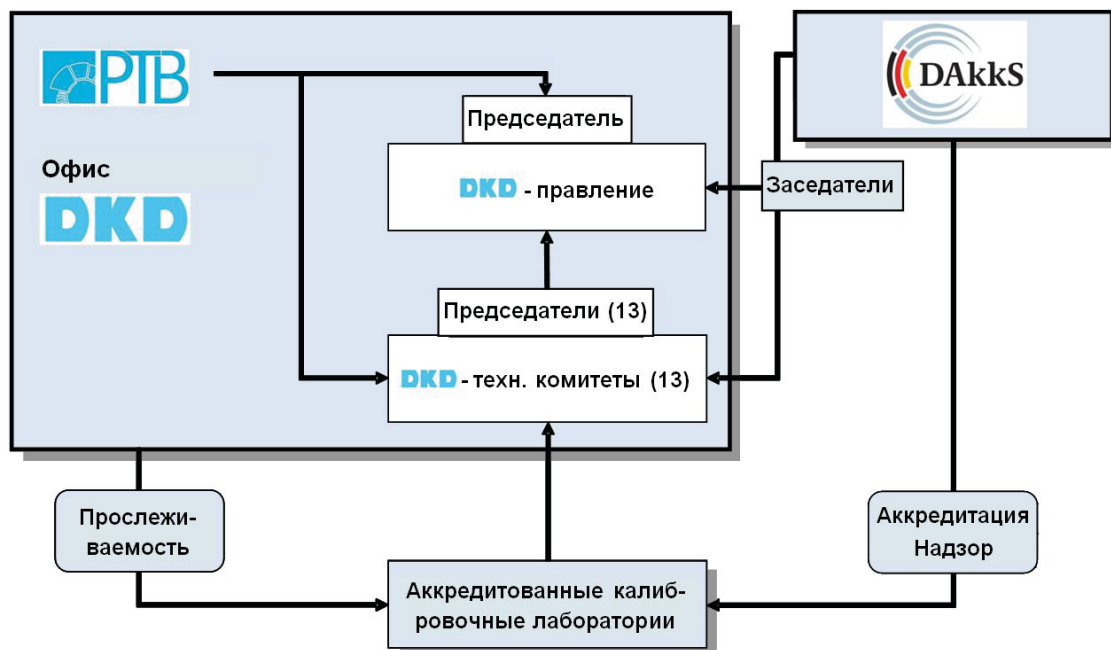 PTB
DAkkS
Председатель
Офис
DKD
DKD - правление
Заседатели
Председатели (13)
DKD - техн. комитеты (13)
Прослежи-
ваемость
Аккредитация
Надзор
Аккредитованные калиб-
ровочные лаборатории